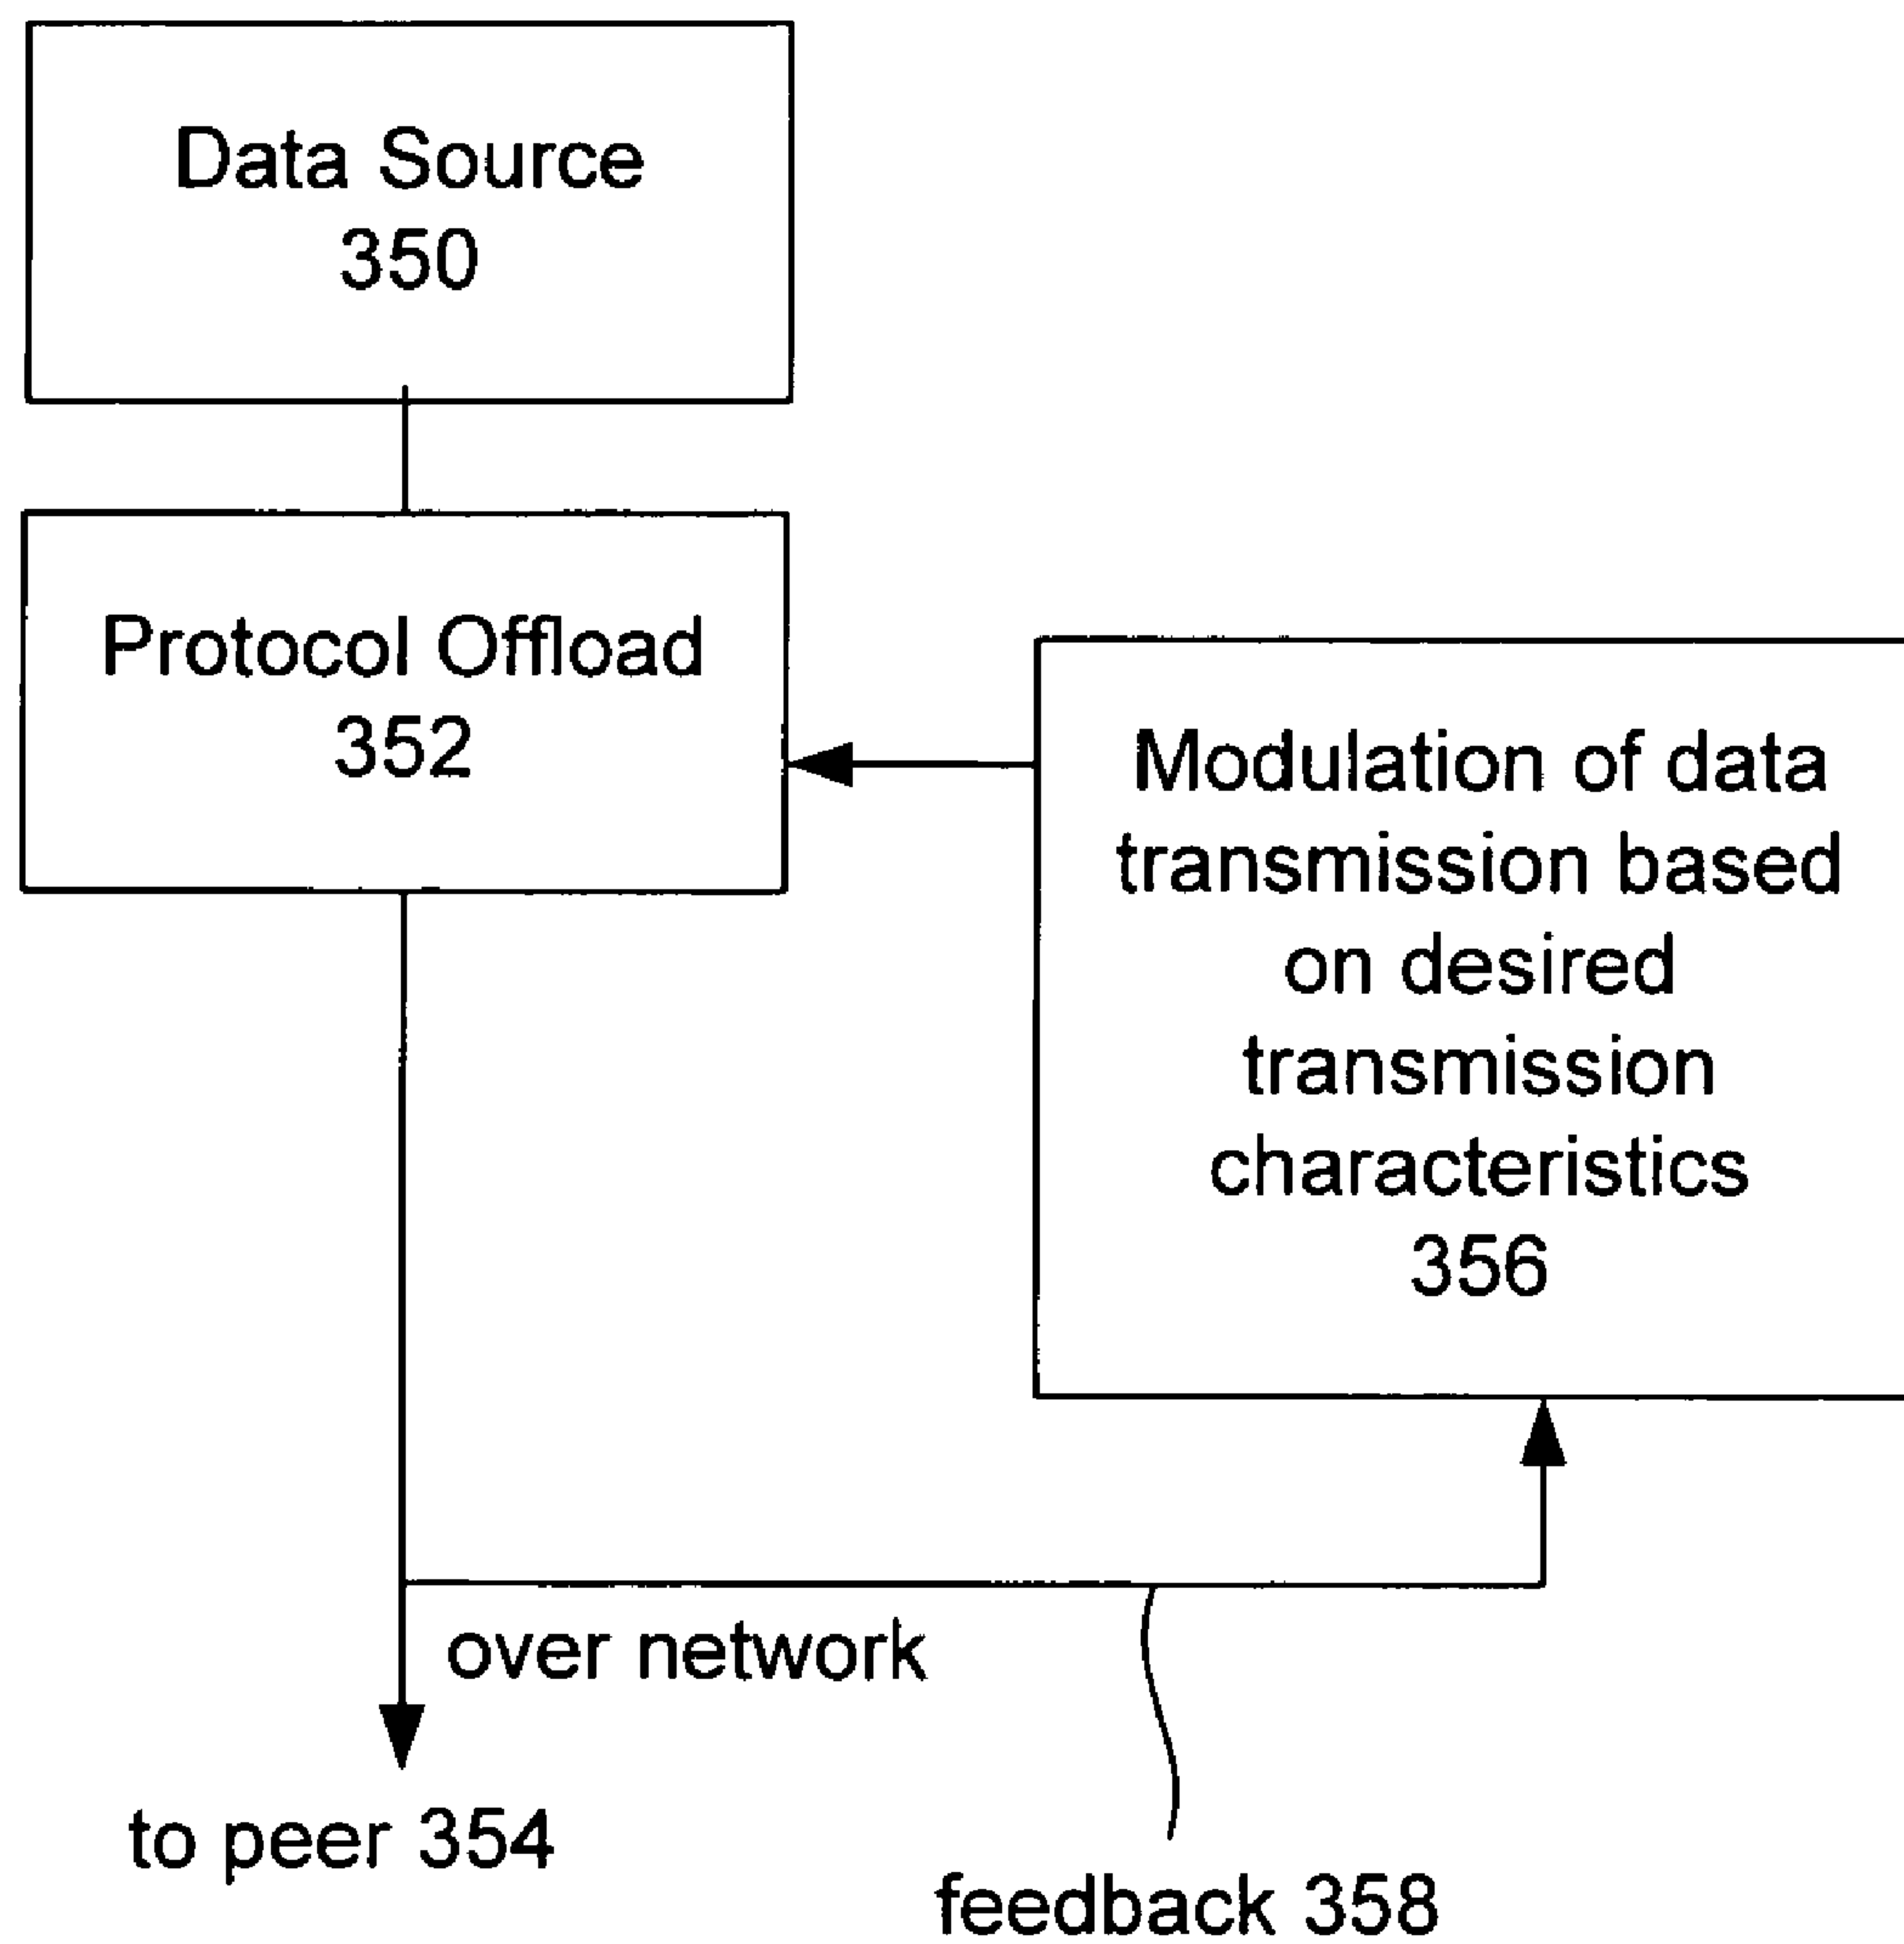 Data Source
350
Protocol Offload
352
Modulation of data
transmission based
on desired
transmission
characteristics
356
over network
to peer 354
feedback 358